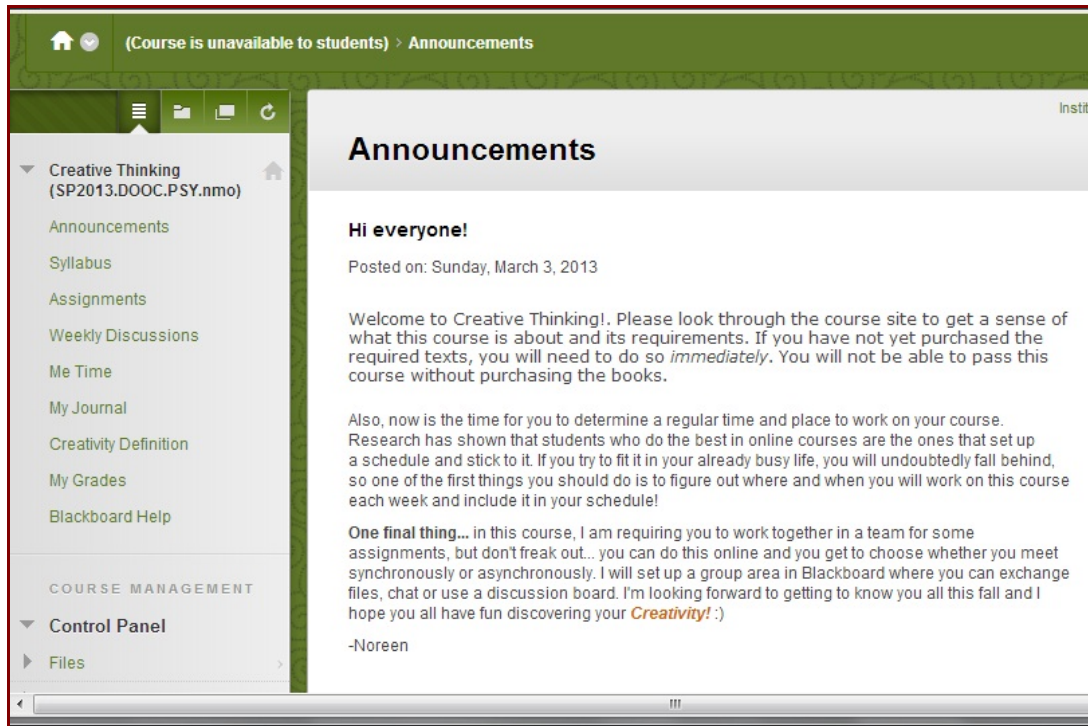 (Course is unavailable to students) > Announcements
Creative Thinking
(SP2013.DOOC.PSY.nmo)
Announcements
Syllabus
Assignments
Weekly Discussions
Me Time
My Journal
Creativity Definition
My Grades
Blackboard Help
COURSE MANAGEMENT
Control Panel
Files
Announcements
Hi everyone!
Posted on: Sunday, March 3, 2013
Welcome to Creative Thinking!. Please look through the course site to get a sense of
what this course is about and its requirements. If you have not yet purchased the
required texts, you will need to do so immediately. You will not be able to pass this
course without purchasing the books.
Also, now is the time for you to determine a regular time and place to work on your course.
Research has shown that students who do the best in online courses are the ones that set up
a schedule and stick to it. If you try to fit it in your already busy life, you will undoubtedly fall behind,
so one of the first things you should do is to figure out where and when you will work on this course
each week and include it in your schedule!
One final thing... in this course, I am requiring you to work together in a team for some
assignments, but don't freak out... you can do this online and you get to choose whether you meet
synchronously or asynchronously. I will set up a group area in Blackboard where you can exchange
files, chat or use a discussion board. I'm looking forward to getting to know you all this fall and I
hope you all have fun discovering your Creativity! :)
-Noreen